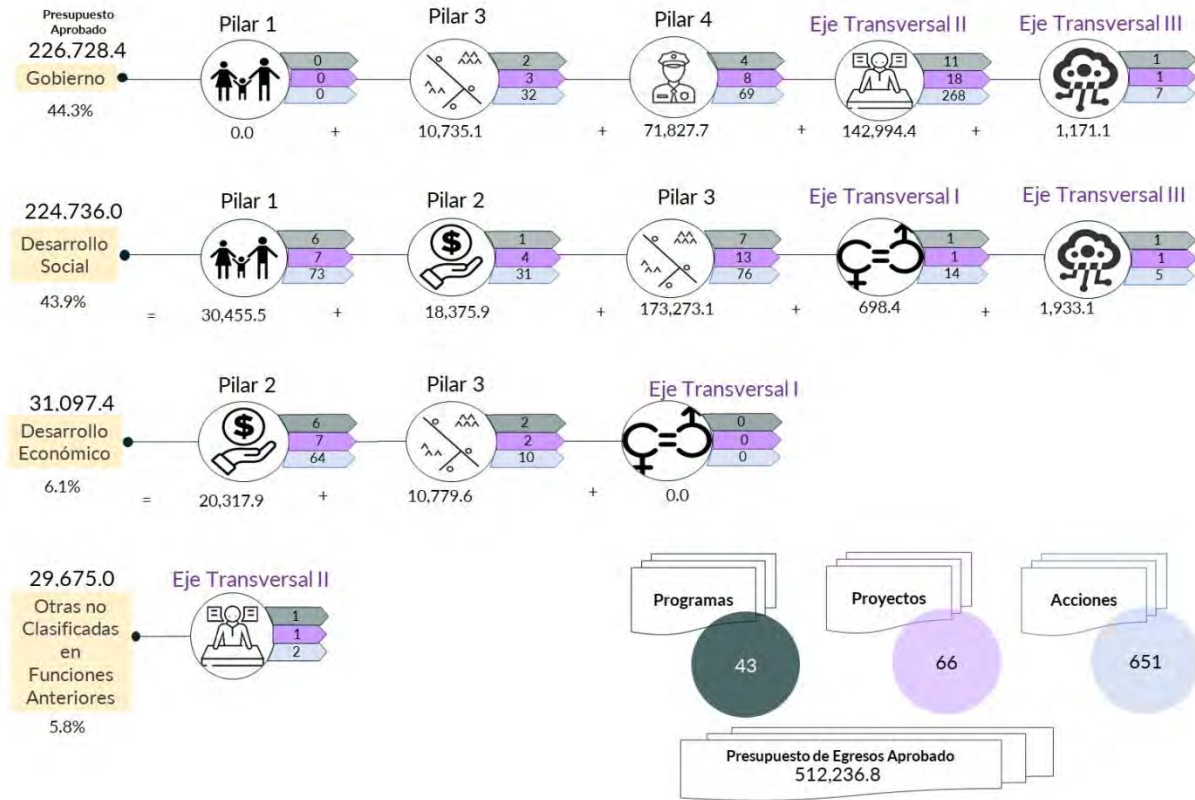 Presupuesto
Aprobado
226,728.4
Gobierno
44.3%
Pilar 1
0
0
0
0.0
+
Pilar 3
2
3
32
10,735.1
+
Pilar 4
4
8
69
71,827.7
+
Eje Transversal II
11
18
268
142,994.4
+
Eje Transversal III
1
1
7
1,171.1
224,736.0
Desarrollo
Social
43.9%
=
Pilar 1
6
7
73
30,455.5
+
Pilar 2
1
4
31
18,375.9
+
Pilar 3
7
13
76
173,273.1
+
Eje Transversal I
1
1
14
698.4
+
Eje Transversal III
1
1
5
1,933.1
31,097.4
Desarrollo
Económico
6.1%
=
Pilar 2
6
7
64
20,317.9
+
Pilar 3
2
2
10
10,779.6
+
Eje Transversal I
0
0
0
0.0
29,675.0
Otras no
Clasificadas
en
Funciones
Anteriores
5.8%
Eje Transversal II
1
1
2
Programas
43
Proyectos
66
Acciones
651
Presupuesto de Egresos Aprobado
512,236.8